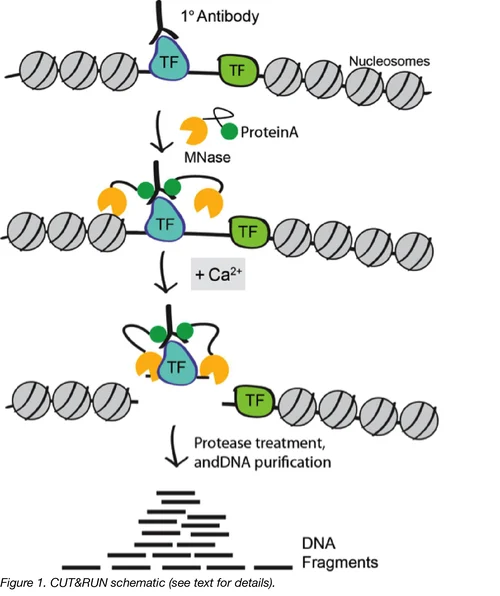 1° Antibody
TF
TF
Nucleosomes
ProteinA
MNase
TF
TF
+ Ca²⁺
TF
TF
Protease treatment,
andDNA purification
DNA
Fragments
Figure 1. CUT&RUN schematic (see text for details).